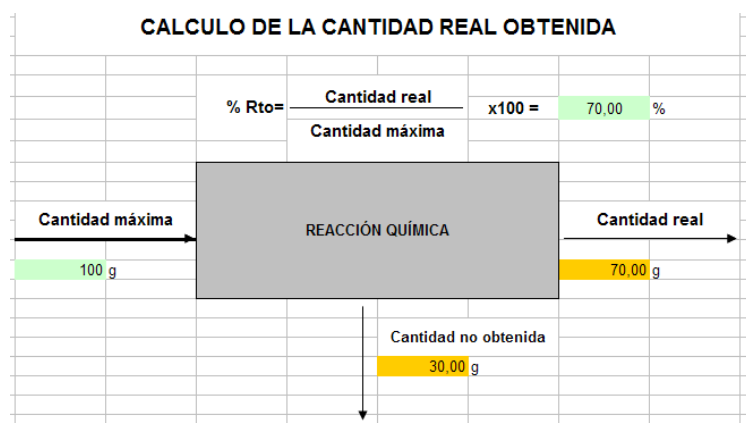 CALCULO DE LA CANTIDAD REAL OBTENIDA
% Rto= Cantidad real x100 = 70,00 %
Cantidad máxima
Cantidad máxima
REACCIÓN QUÍMICA
Cantidad real
100 g
70,00 g
Cantidad no obtenida
30,00 g